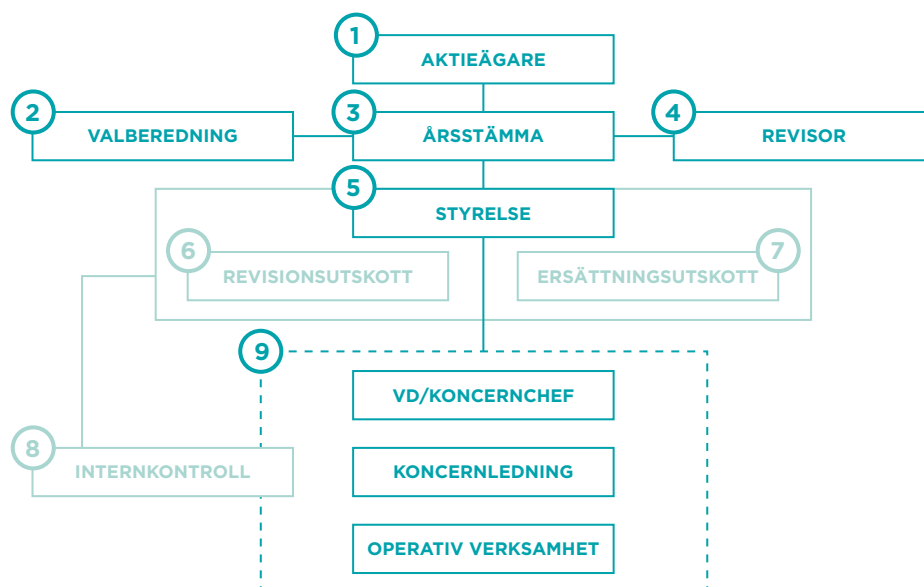 1
AKTIEÄGARE
2
VALBEREDNING
3
ÅRSSTÄMMA
4
REVISOR
5
STYRELSE
6
REVISIONSUTSKOTT
7
ERSÄTTNINGSUTSKOTT
9
VD/KONCERNCHEF
8
INTERNKONTROLL
KONCERNLEDNING
OPERATIV VERKSAMHET